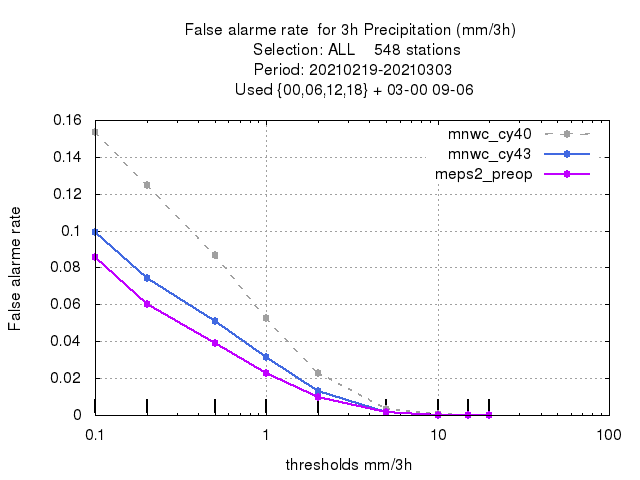 False alarme rate  for 3h Precipitation (mm/3h)
Selection: ALL    548 stations
Period: 20210219-20210303
Used {00,06,12,18} + 03-00 09-06
mnwc_cy40
mnwc_cy43
meps2_preop
False alarme rate
0.16
0.14
0.12
0.1
0.08
0.06
0.04
0.02
0
0.1
1
10
100
thresholds mm/3h